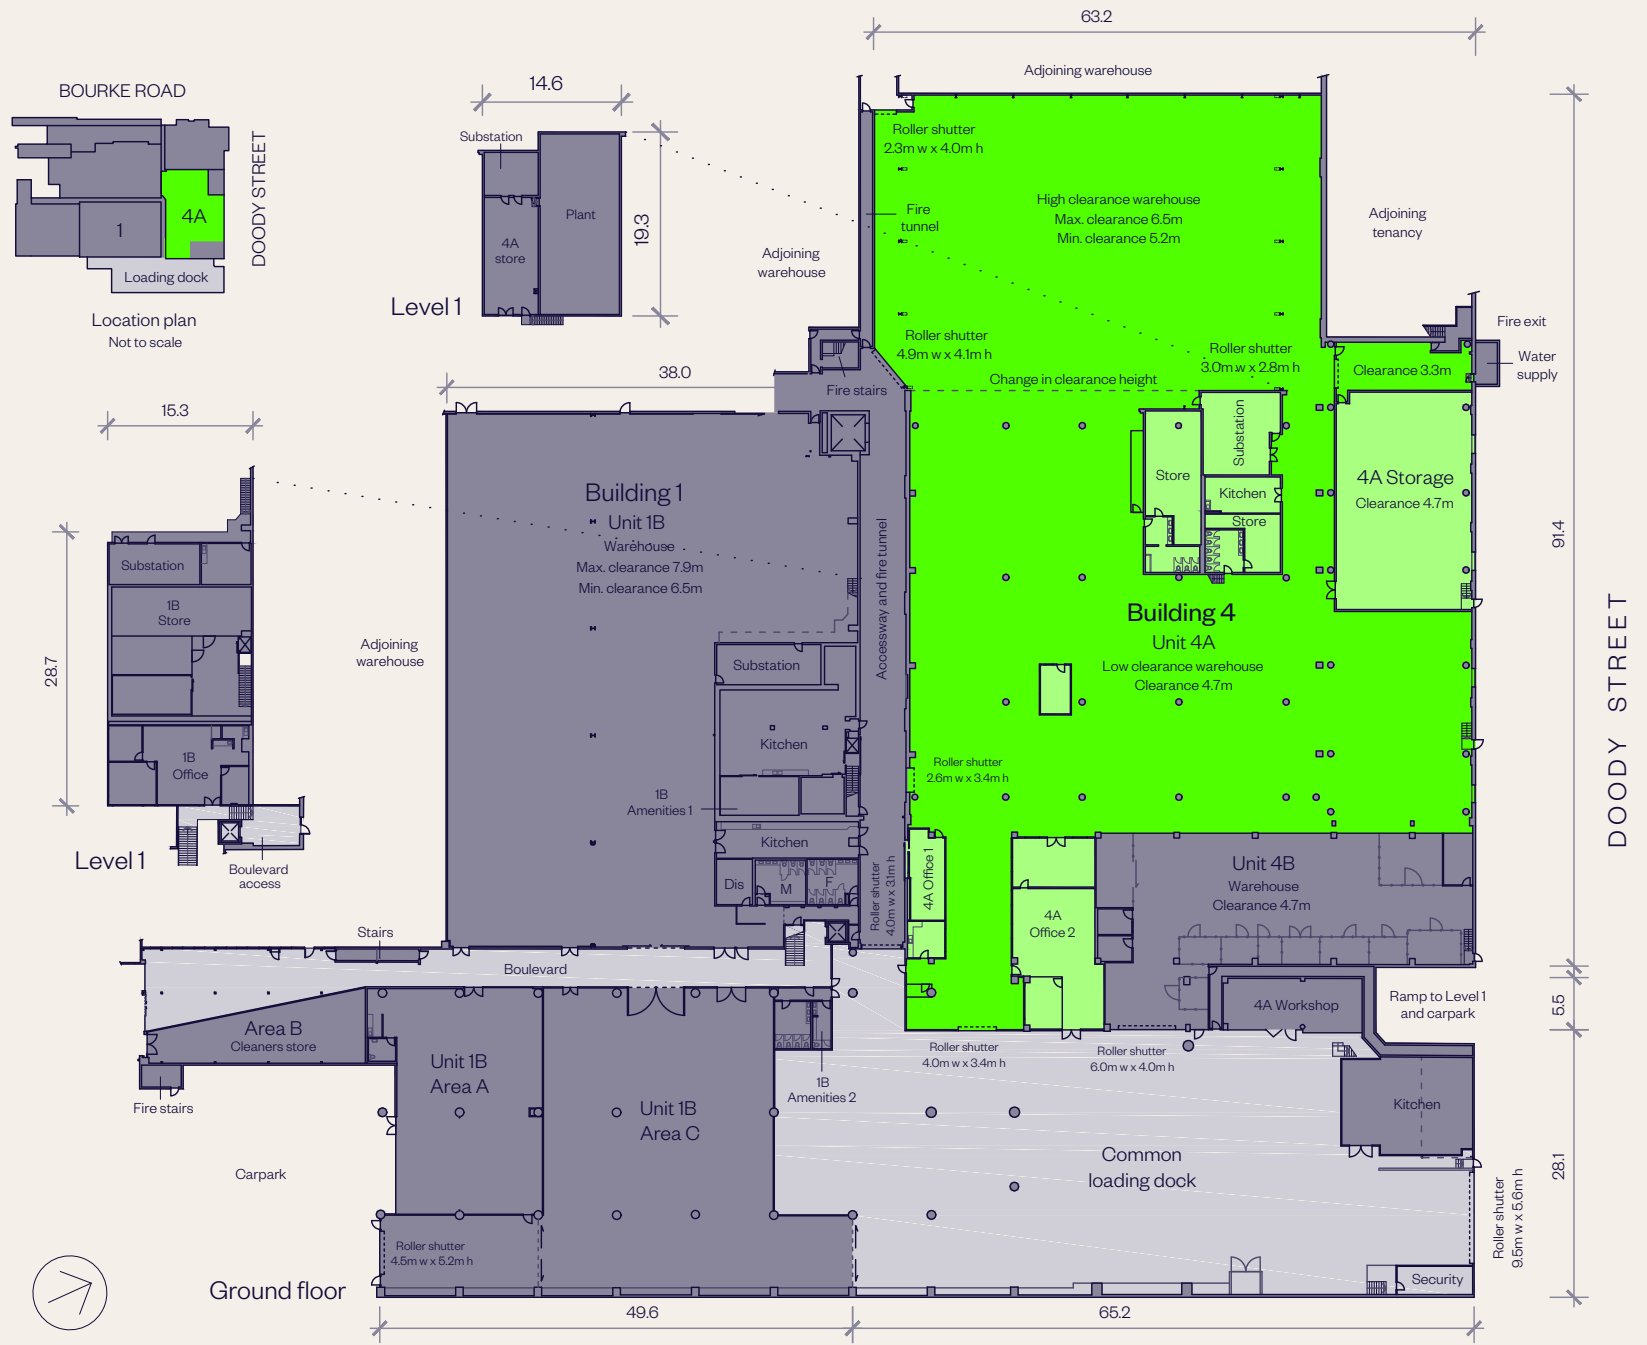 63.2
Adjoining warehouse
14.6
BOURKE ROAD
DOODY STREET
4A
1
Loading dock
Location plan
Not to scale
Substation
Plant
4A
store
19.3
Level 1
Roller shutter
2.3m w x 4.0m h
High clearance warehouse
Max. clearance 6.5m
Min. clearance 5.2m
Fire
tunnel
Adjoining
warehouse
Adjoining
tenancy
Fire exit
Water
supply
Roller shutter
4.9m w x 4.1m h
Roller shutter
3.0m w x 2.8m h
Clearance 3.3m
Change in clearance height
38.0
Fire stairs
15.3
Building 1
Unit 1B
Warehouse
Max. clearance 7.9m
Min. clearance 6.5m
Accessway and fire tunnel
Substation
Store
Kitchen
Store
4A Storage
Clearance 4.7m
91.4
Substation
1B
Store
28.7
1B
Office
Level 1
Boulevard
access
Adjoining
warehouse
Building 4
Unit 4A
Low clearance warehouse
Clearance 4.7m
DOODY STREET
Substation
Kitchen
1B
Amenities 1
Kitchen
Dis
M
F
Roller shutter
2.6m w x 3.4m h
Roller shutter
4.0m w x 3.1m h
4A Office 1
4A
Office 2
Unit 4B
Warehouse
Clearance 4.7m
Stairs
Boulevard
Area B
Cleaners store
Fire stairs
Unit 1B
Area A
Unit 1B
Area C
1B
Amenities 2
4A Workshop
Ramp to Level 1
and carpark
5.5
Roller shutter
4.0m w x 3.4m h
Roller shutter
6.0m w x 4.0m h
Kitchen
Carpark
Common
loading dock
28.1
Roller shutter
9.5m w x 5.6m h
Roller shutter
4.5m w x 5.2m h
Security
Ground floor
49.6
65.2